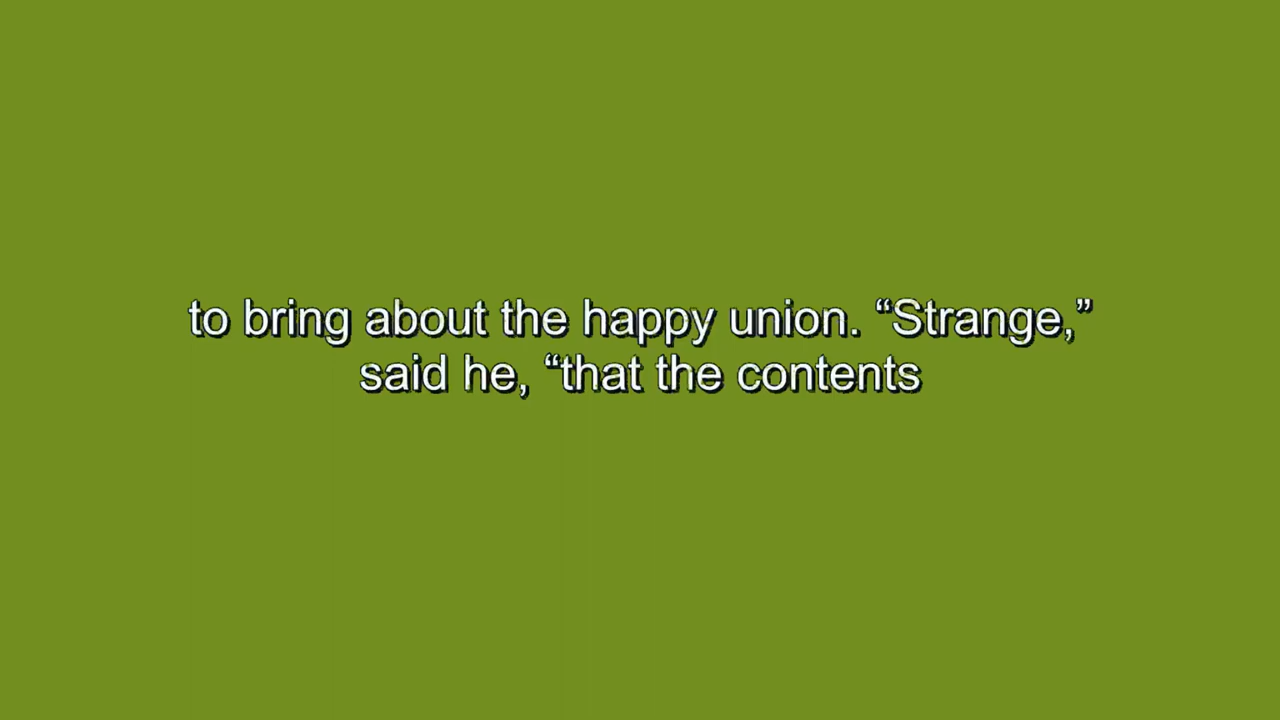 to bring about the happy union. “Strange,”
said he, “that the contents